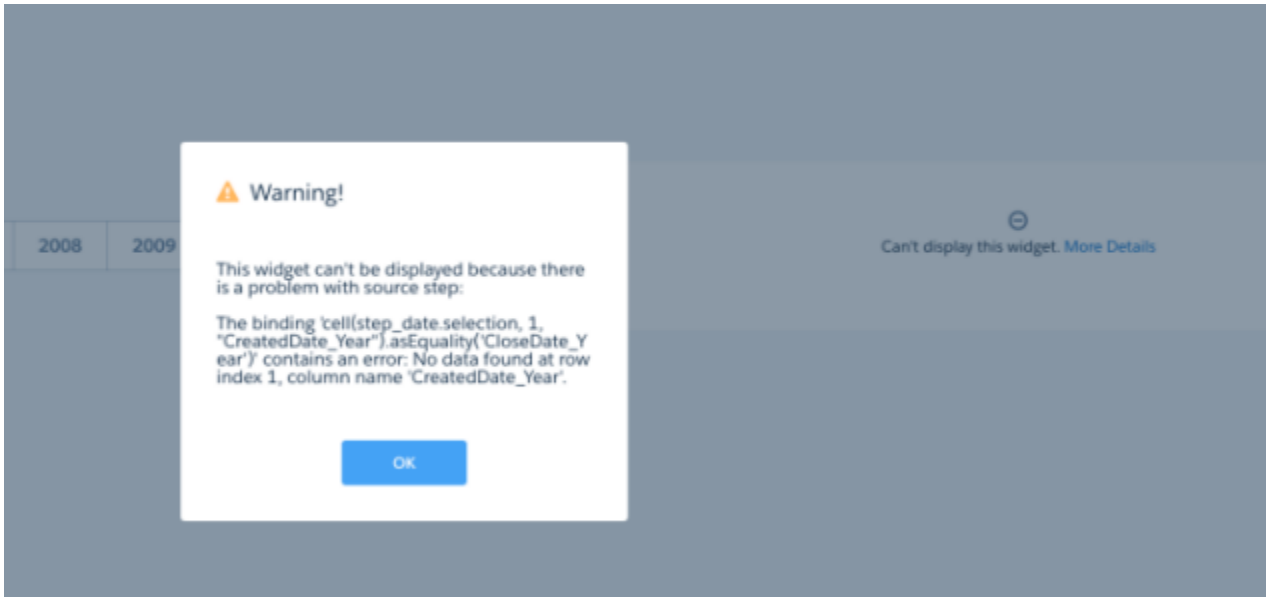 Warning!
2008 2009
Can't display this widget. More Details
This widget can't be displayed because there
is a problem with source step:
The binding 'cell(step_date.selection, 1,
"CreatedDate_Year").asEquality('CloseDate_Y
ear')' contains an error: No data found at row
index 1, column name 'CreatedDate_Year'.
OK